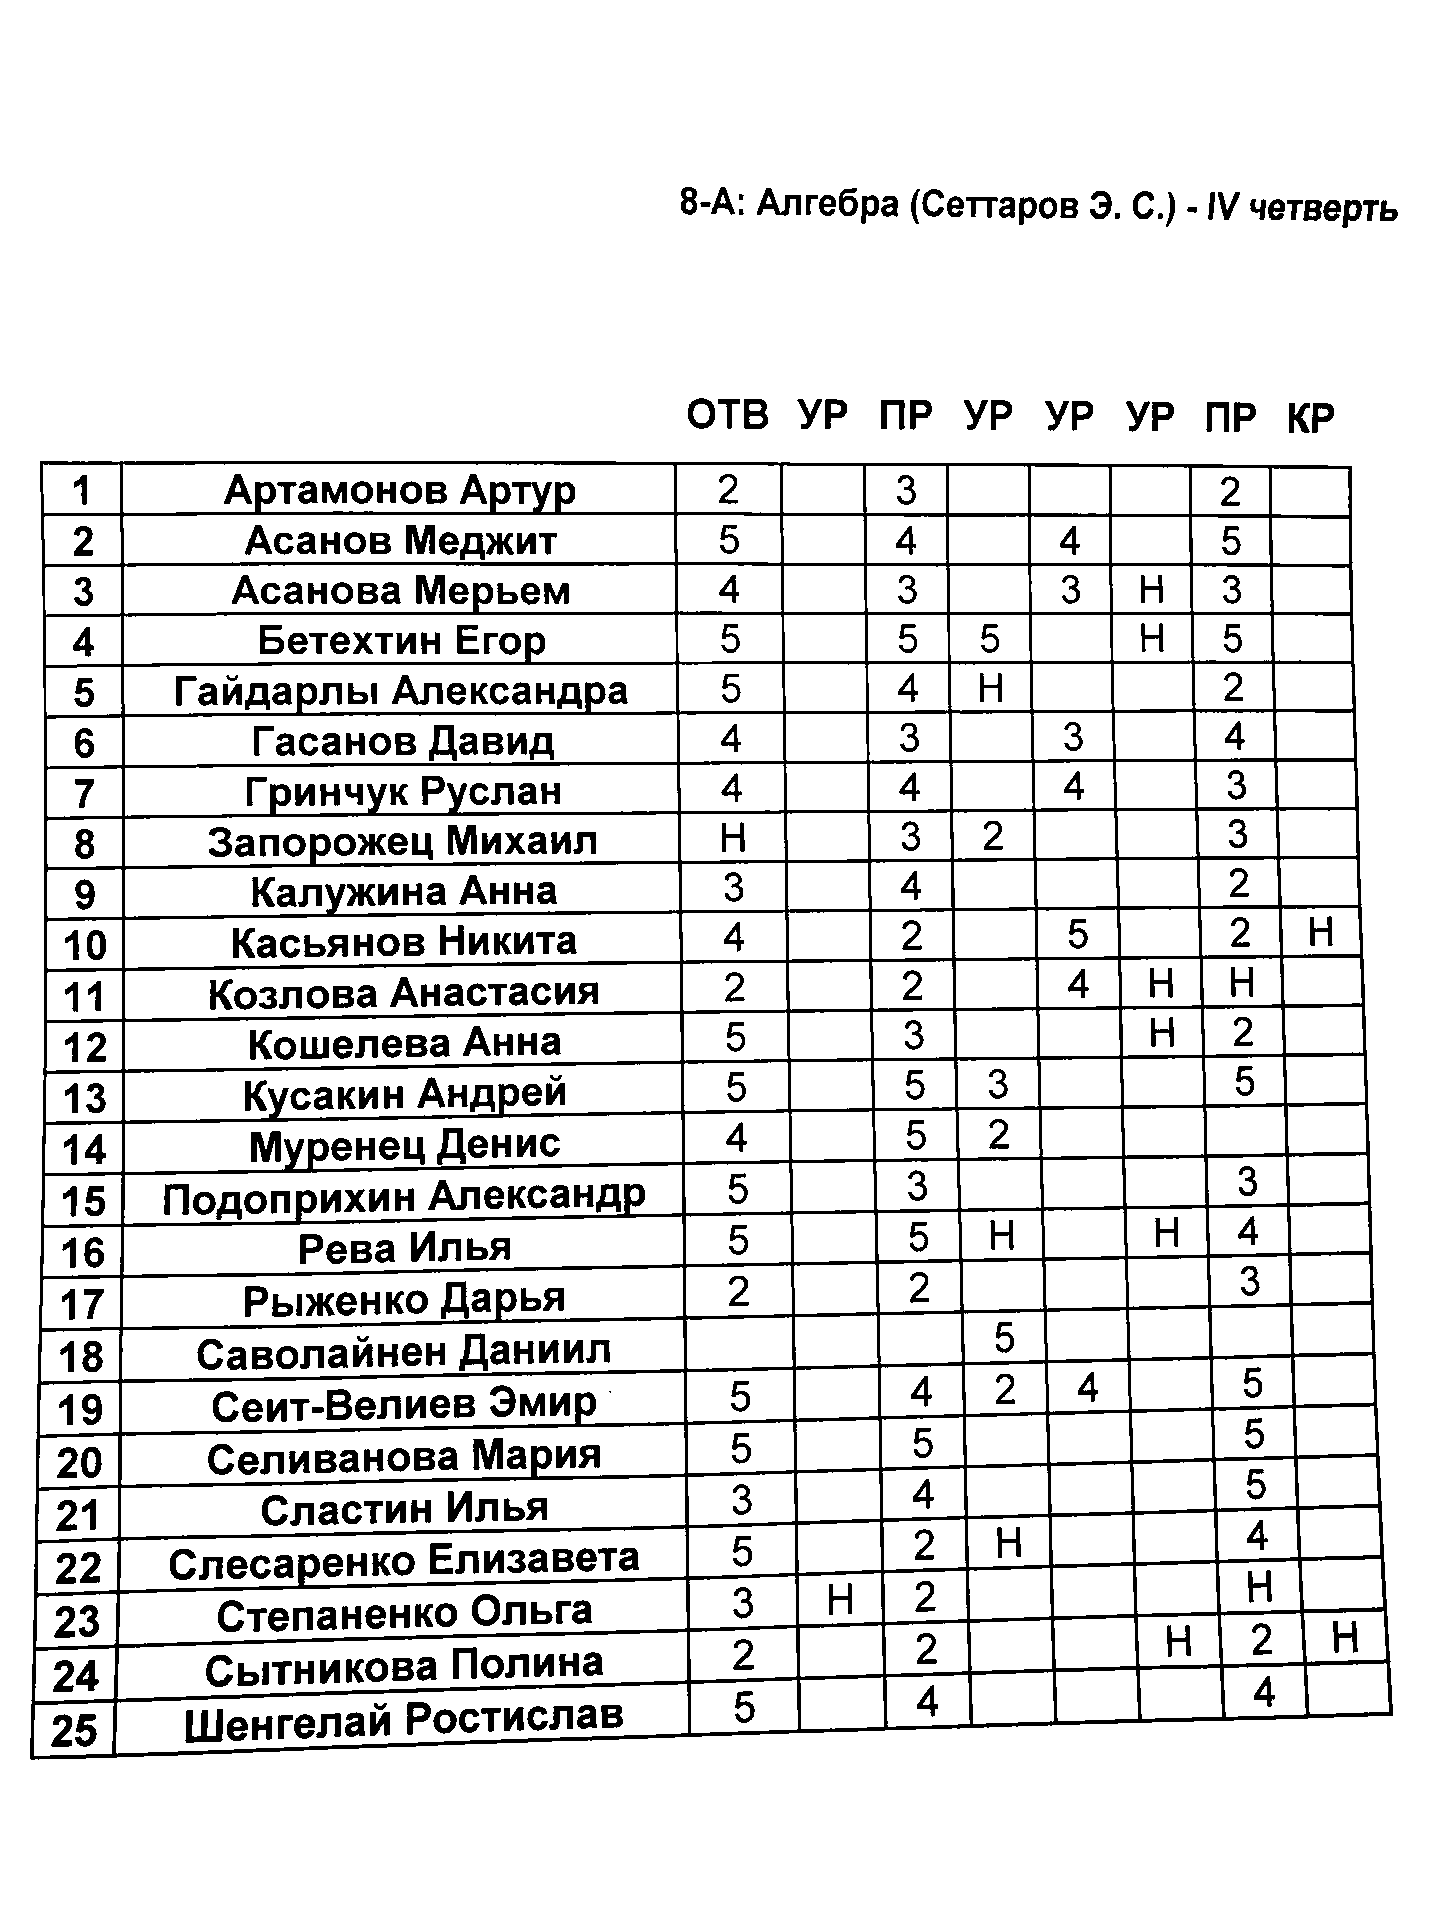 8-А: Алгебра (Сеттаров Э. С.) - IV четверть
ОТВ УР ПР УР УР УР ПР КР
1 Артамонов Артур 2 3 2
2 Асанов Меджит 5 4 4 5
3 Асанова Мерьем 4 3 3 Н 3
4 Бетехтин Егор 5 5 5 Н 5
5 Гайдарлы Александра 5 4 Н 2
6 Гасанов Давид 4 3 3 4
7 Гринчук Руслан 4 4 4 3
8 Запорожец Михаил Н 3 2 3
9 Калужина Анна 3 4 2
10 Касьянов Никита 4 2 5 2 Н
11 Козлова Анастасия 2 2 4 Н Н
12 Кошелева Анна 5 3 Н 2
13 Кусакин Андрей 5 5 3 5
14 Муренец Денис 4 5 2
15 Подоприхин Александр 5 3 3
16 Рева Илья 5 5 Н Н 4
17 Рыженко Дарья 2 2 3
18 Саволайнен Даниил 5
19 Сеит-Велиев Эмир 5 4 2 4 5
20 Селиванова Мария 5 5 5
21 Сластин Илья 3 4 5
22 Слесаренко Елизавета 5 2 Н 4
23 Степаненко Ольга 3 Н 2 Н
24 Сытникова Полина 2 2 Н 2 Н
25 Шенгелай Ростислав 5 4 4